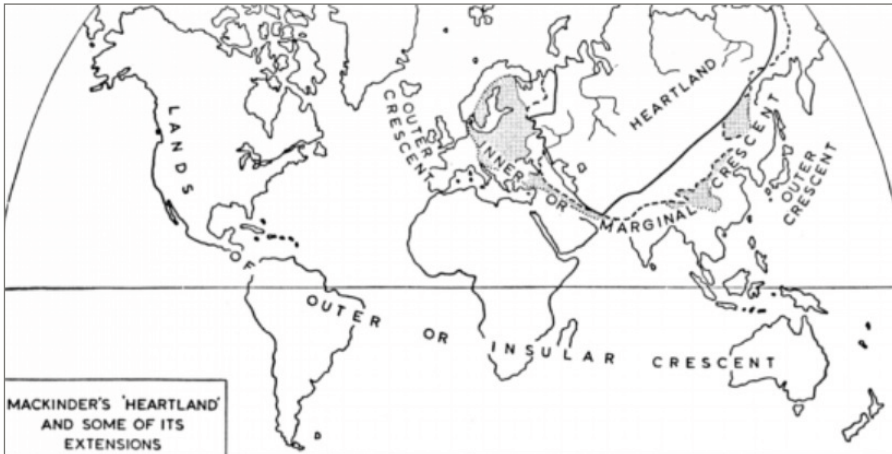 LANDS OF OUTER OR INSULAR CRESCENT
OUTER
CRESCENT
INNER OR MARGINAL CRESCENT
HEARTLAND
OUTER
CRESCENT
MACKINDER'S 'HEARTLAND'
AND SOME OF ITS
EXTENSIONS